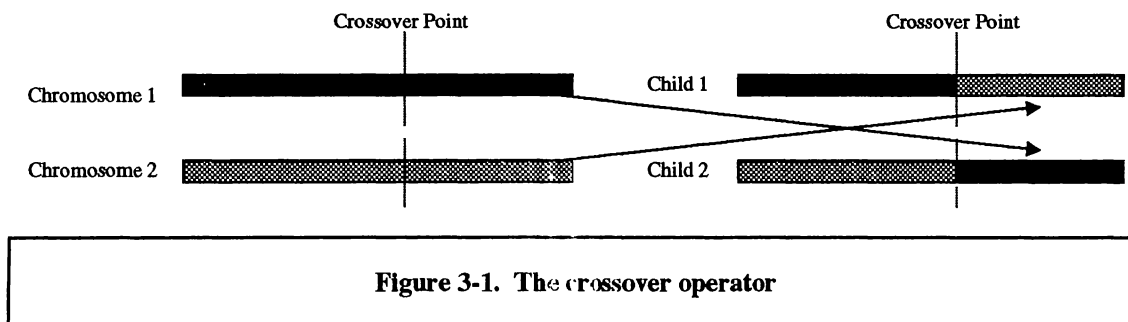 Crossover Point Crossover Point
Chromosome 1 Child 1
Chromosome 2 Child 2
Figure 3-1. The crossover operator